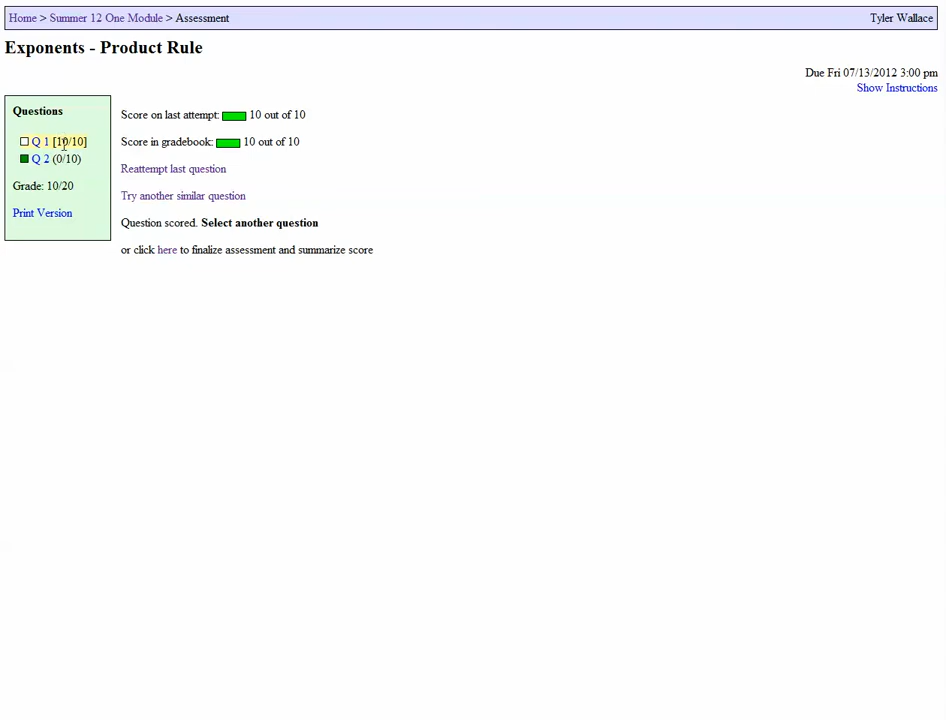 Home > Summer 12 One Module > Assessment
Tyler Wallace
Exponents - Product Rule
Due Fri 07/13/2012 3:00 pm
Show Instructions
Questions
Q 1 [10/10]
Q 2 (0/10)
Grade: 10/20
Print Version
Score on last attempt: 10 out of 10
Score in gradebook: 10 out of 10
Reattempt last question
Try another similar question
Question scored. Select another question
or click here to finalize assessment and summarize score